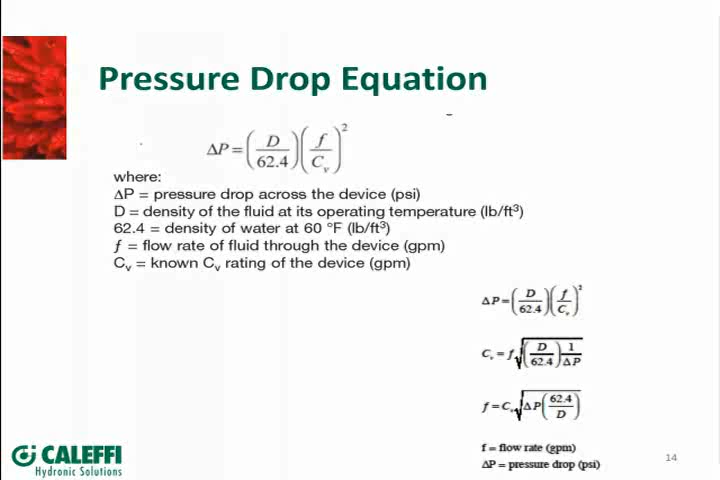 Pressure Drop Equation
ΔP = (D/62.4)(f/Cᵥ)²
where:
ΔP = pressure drop across the device (psi)
D = density of the fluid at its operating temperature (lb/ft³)
62.4 = density of water at 60 °F (lb/ft³)
f = flow rate of fluid through the device (gpm)
Cᵥ = known Cᵥ rating of the device (gpm)
ΔP = (D/62.4)(f/Cᵥ)²
Cᵥ = f√((D/62.4) 1/ΔP)
f = Cᵥ√(ΔP(62.4/D))
f = flow rate (gpm)
ΔP = pressure drop (psi)
CALEFFI
Hydronic Solutions
14